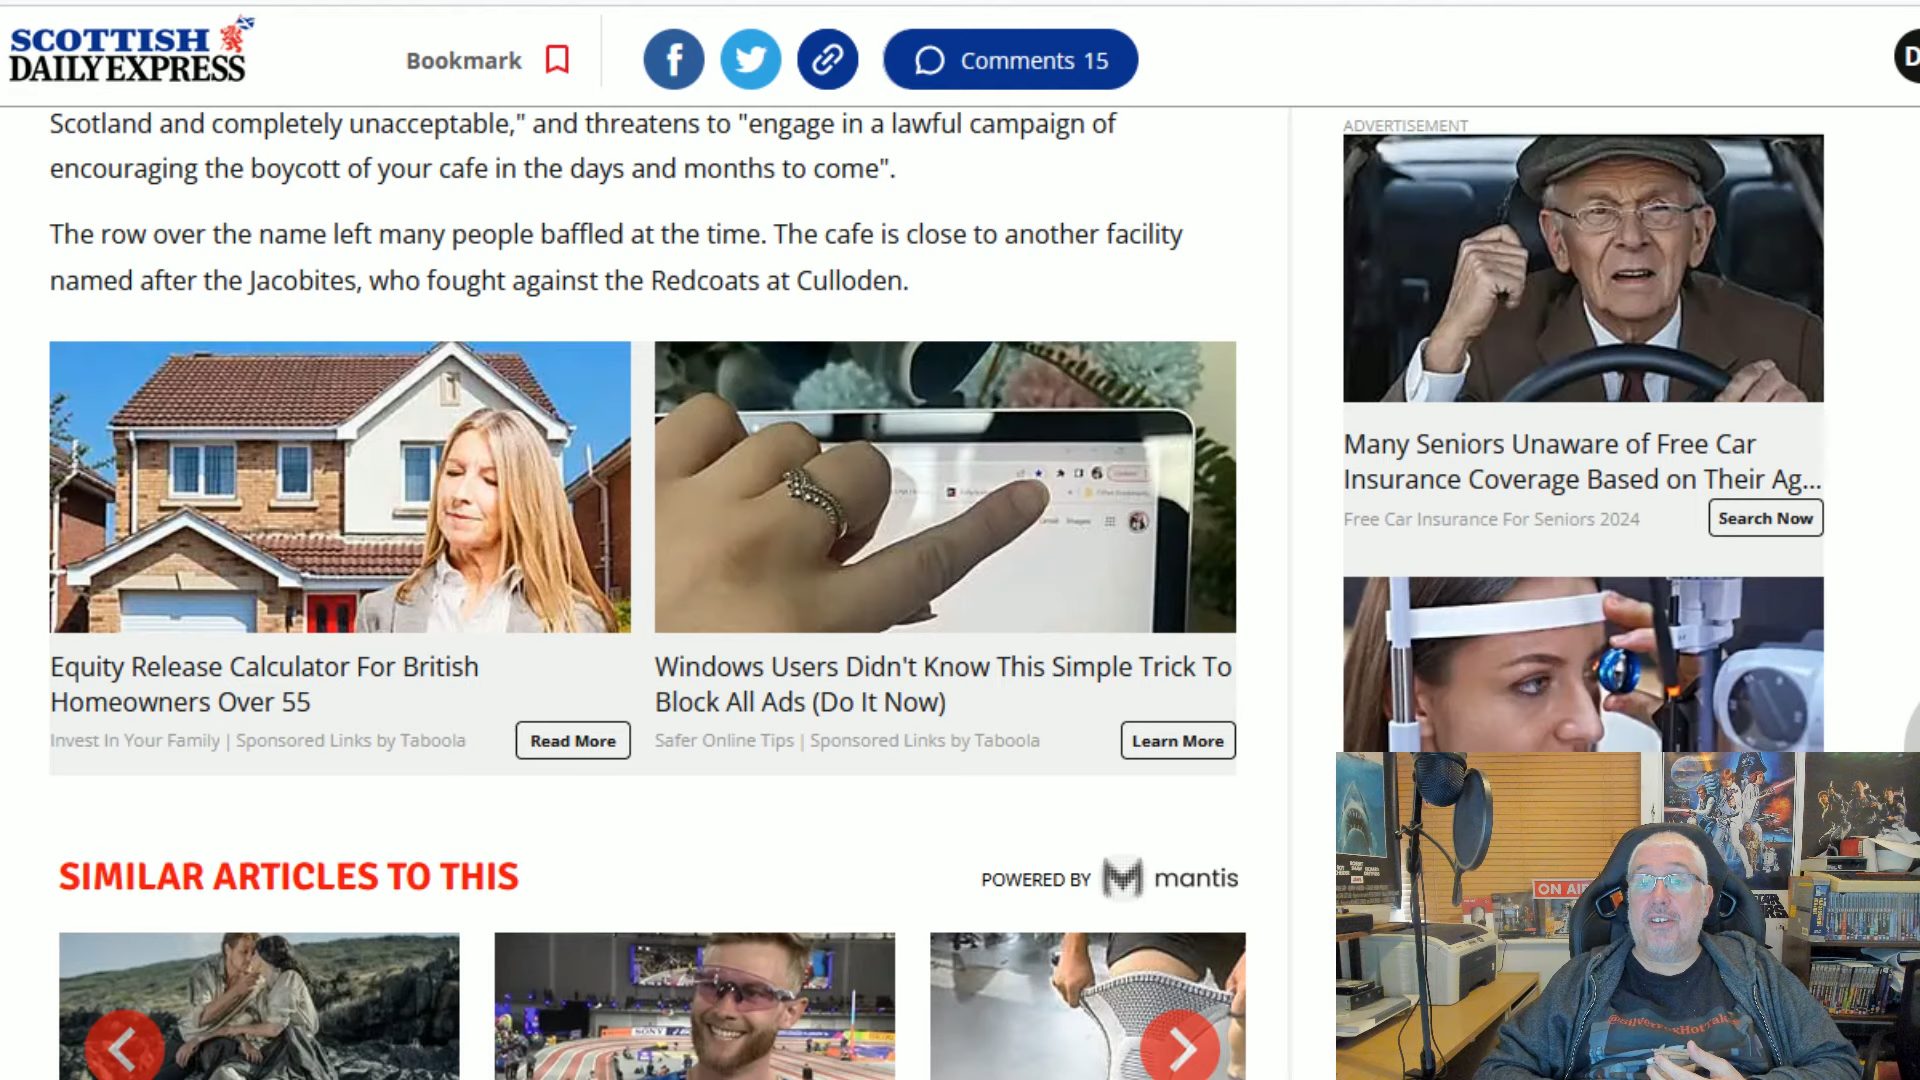 SCOTTISH
DAILY EXPRESS
Bookmark
f
Comments 15
D
Scotland and completely unacceptable," and threatens to "engage in a lawful campaign of
encouraging the boycott of your cafe in the days and months to come".
The row over the name left many people baffled at the time. The cafe is close to another facility
named after the Jacobites, who fought against the Redcoats at Culloden.
ADVERTISEMENT
Many Seniors Unaware of Free Car
Insurance Coverage Based on Their Ag...
Free Car Insurance For Seniors 2024
Search Now
Equity Release Calculator For British
Homeowners Over 55
Invest In Your Family | Sponsored Links by Taboola
Read More
Windows Users Didn't Know This Simple Trick To
Block All Ads (Do It Now)
Safer Online Tips | Sponsored Links by Taboola
Learn More
SIMILAR ARTICLES TO THIS
POWERED BY
mantis
SONY
ON AI